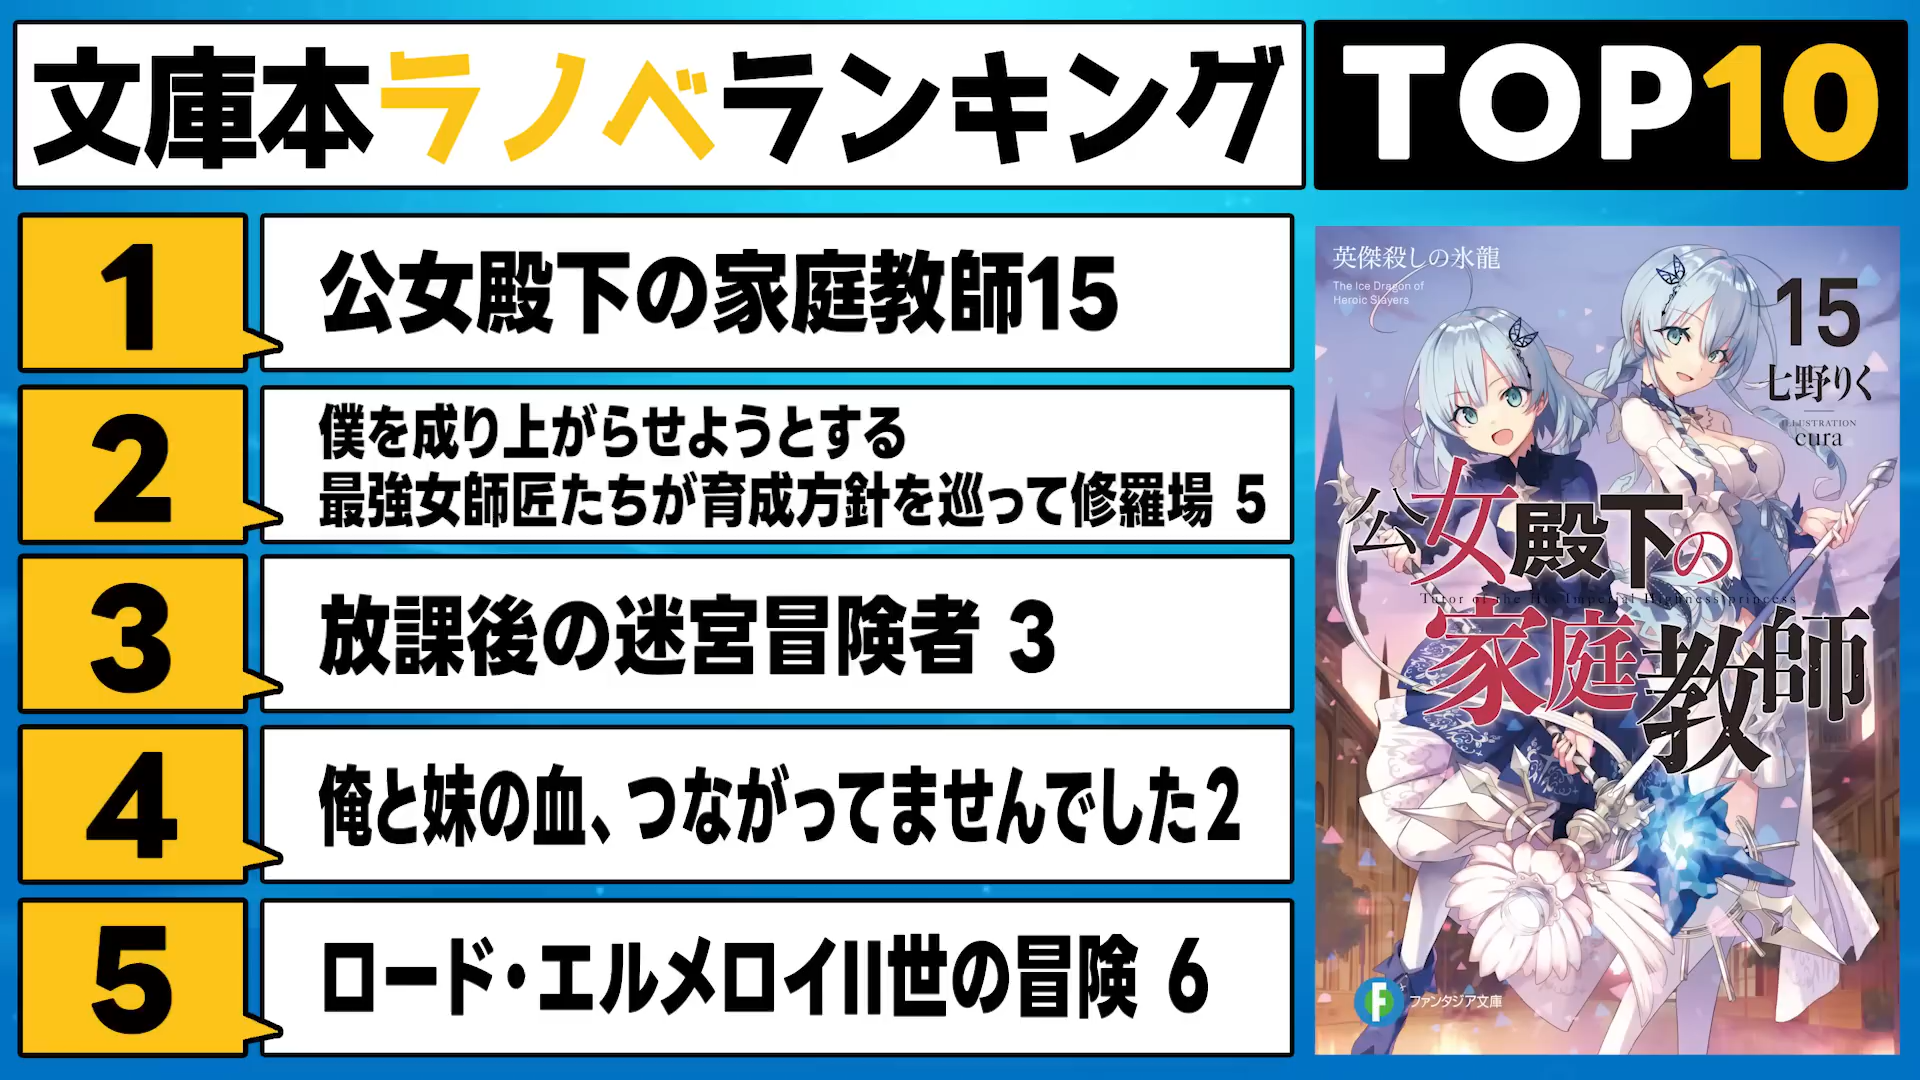 文庫本ラノベランキング
TOP10
1
公女殿下の家庭教師15
2
僕を成り上がらせようとする
最強女師匠たちが育成方針を巡って修羅場 5
3
放課後の迷宮冒険者 3
4
俺と妹の血、つながってませんでした2
5
ロード・エルメロイII世の冒険 6
英傑殺しの氷龍
The Ice Dragon of
Heroic Slayers
15
七野りく
ILLUSTRATION
cura
公女殿下の
Tutor of the His Imperial Highness princess
家庭教師
F ファンタジア文庫